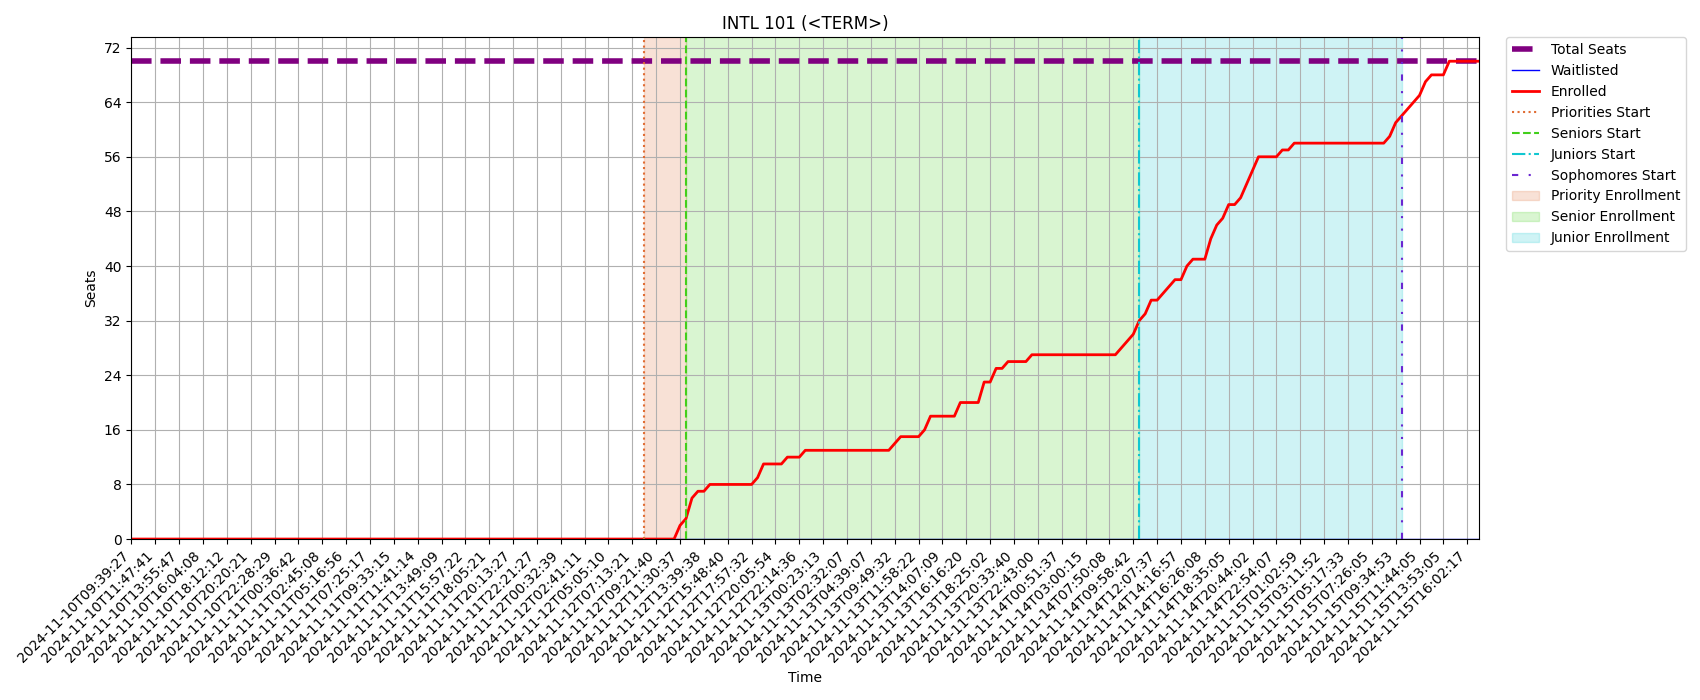 INTL 101 (<TERM>)
72
64
56
48
40
32
24
16
8
0
Seats
Total Seats
Waitlisted
Enrolled
Priorities Start
Seniors Start
Juniors Start
Sophomores Start
Priority Enrollment
Senior Enrollment
Junior Enrollment
2024-11-10T09:39:27
2024-11-10T11:47:41
2024-11-10T13:55:47
2024-11-10T16:04:08
2024-11-10T18:12:12
2024-11-10T20:20:21
2024-11-10T22:28:29
2024-11-11T00:36:42
2024-11-11T02:45:08
2024-11-11T05:16:56
2024-11-11T07:25:17
2024-11-11T09:33:15
2024-11-11T11:41:14
2024-11-11T13:49:09
2024-11-11T15:57:22
2024-11-11T18:05:21
2024-11-11T20:13:27
2024-11-11T22:21:27
2024-11-12T00:32:39
2024-11-12T02:41:11
2024-11-12T05:05:10
2024-11-12T07:13:21
2024-11-12T09:21:40
2024-11-12T11:30:37
2024-11-12T13:39:38
2024-11-12T15:48:40
2024-11-12T17:57:32
2024-11-12T20:05:54
2024-11-12T22:14:36
2024-11-13T00:23:13
2024-11-13T02:32:07
2024-11-13T04:39:07
2024-11-13T09:49:32
2024-11-13T11:58:22
2024-11-13T14:07:09
2024-11-13T16:16:20
2024-11-13T18:25:02
2024-11-13T20:33:40
2024-11-13T22:43:00
2024-11-14T00:51:37
2024-11-14T03:00:15
2024-11-14T07:50:08
2024-11-14T09:58:42
2024-11-14T12:07:37
2024-11-14T14:16:57
2024-11-14T16:26:08
2024-11-14T18:35:05
2024-11-14T20:44:02
2024-11-14T22:54:07
2024-11-15T01:02:59
2024-11-15T03:11:52
2024-11-15T05:17:33
2024-11-15T07:26:05
2024-11-15T09:34:53
2024-11-15T11:44:05
2024-11-15T13:53:05
2024-11-15T16:02:17
Time